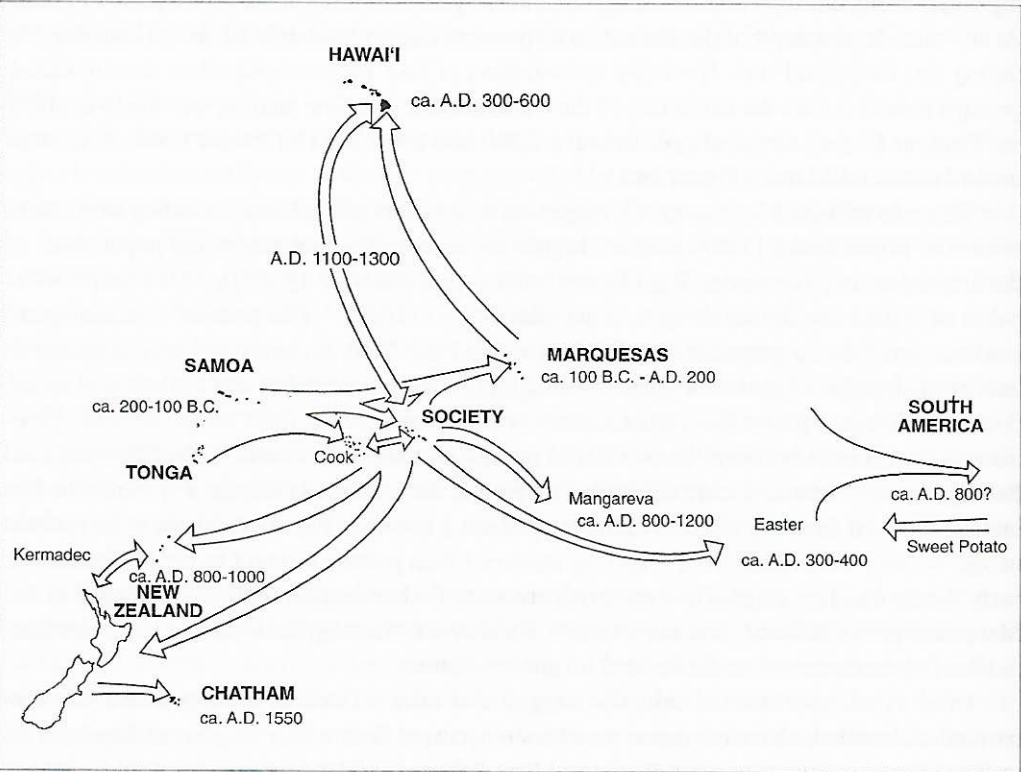 HAWAI'I
ca. A.D. 300-600
A.D. 1100-1300
SAMOA
ca. 200-100 B.C.
MARQUESAS
ca. 100 B.C. - A.D. 200
SOCIETY
SOUTH
AMERICA
ca. A.D. 800?
TONGA
Cook
Mangareva
ca. A.D. 800-1200
Easter
ca. A.D. 300-400
Sweet Potato
Kermadec
ca. A.D. 800-1000
NEW
ZEALAND
CHATHAM
ca. A.D. 1550